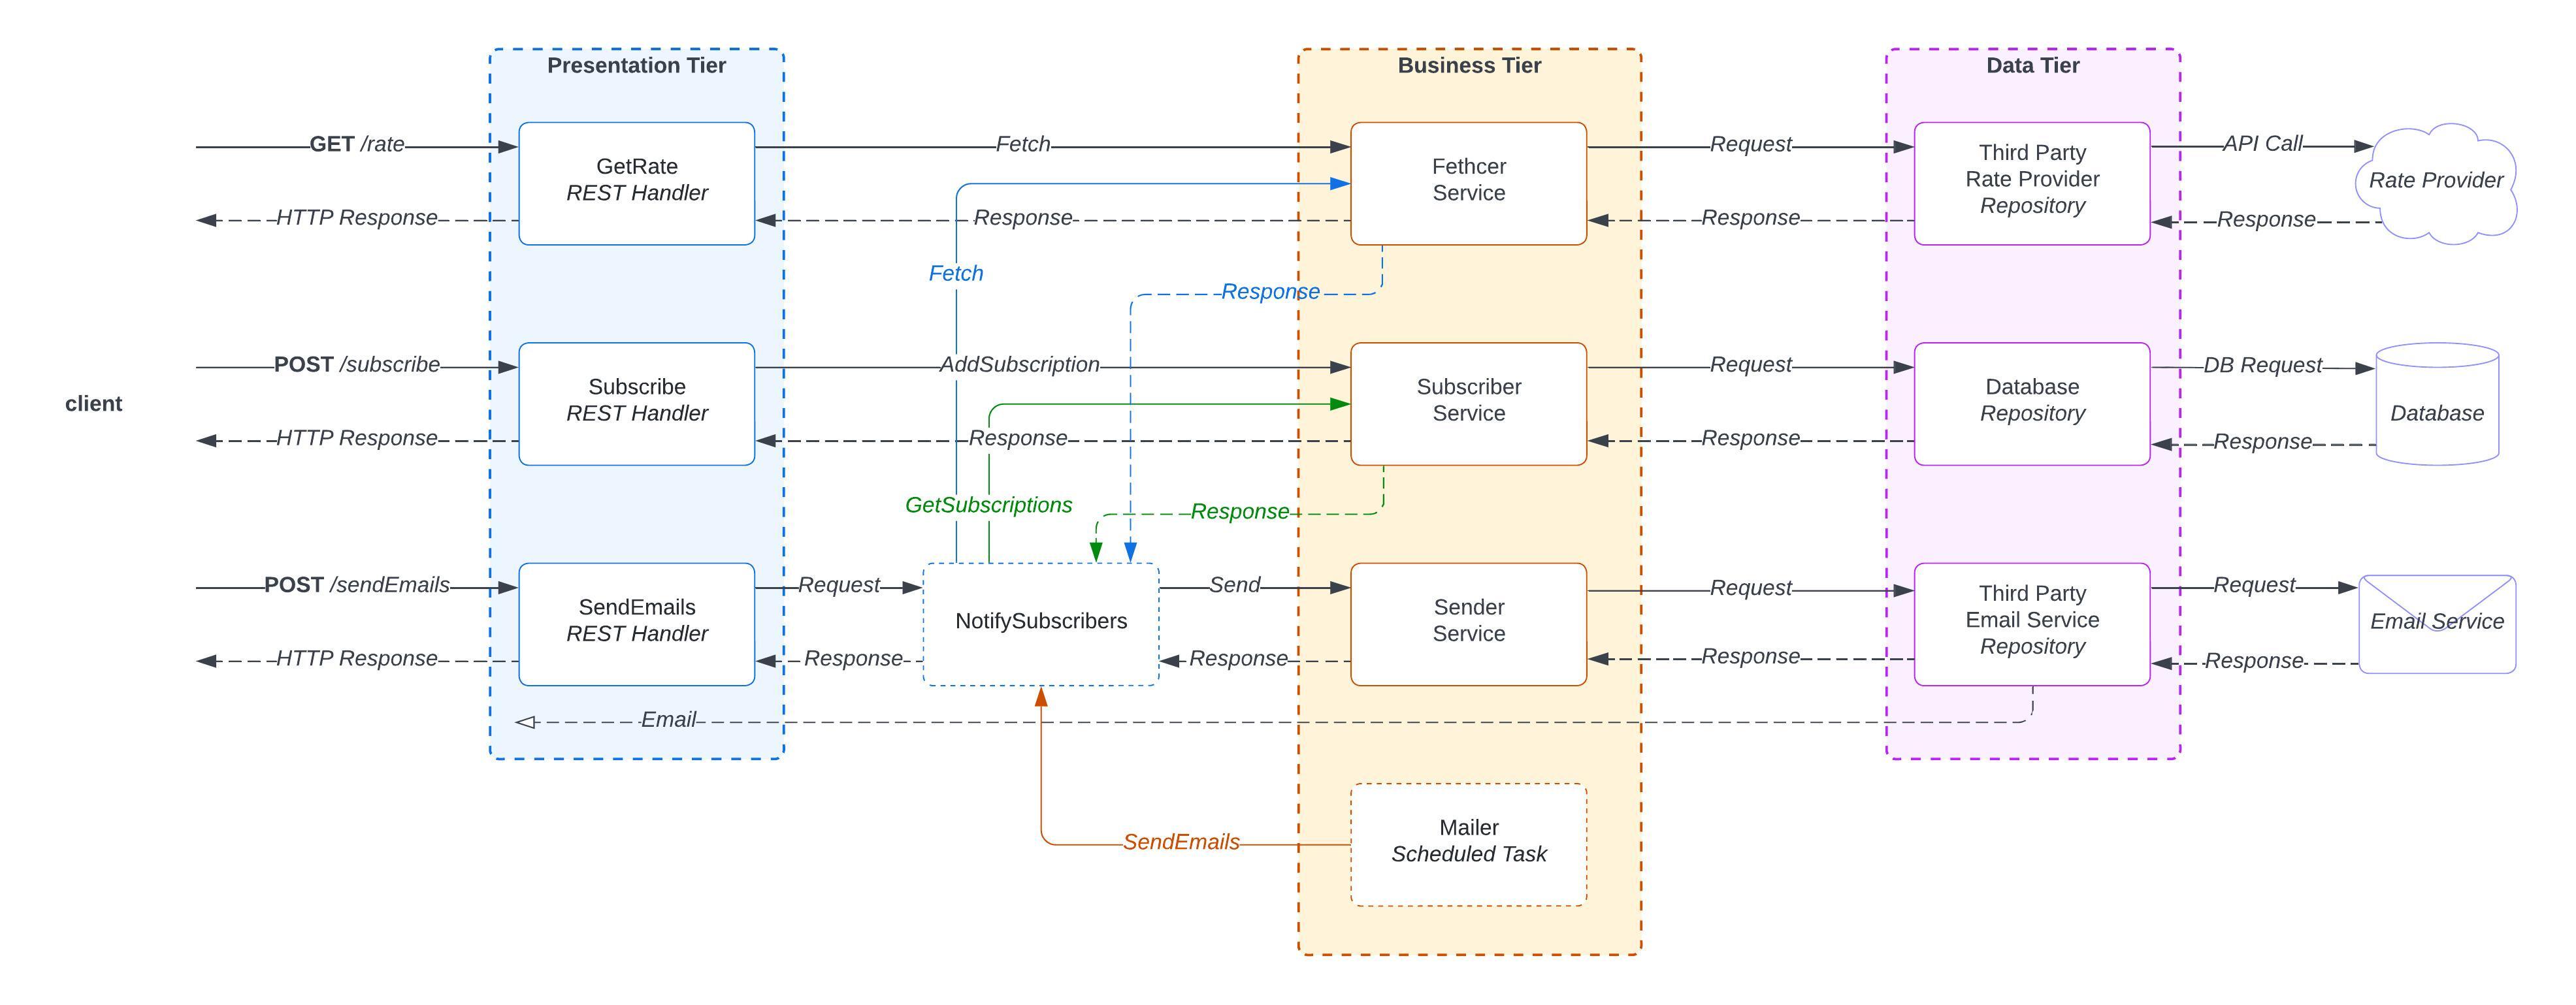 Presentation Tier
Business Tier
Data Tier
GET /rate
GetRate
REST Handler
Fetch
Fethcer
Service
Request
Third Party
Rate Provider
Repository
API Call
Rate Provider
HTTP Response
Response
Response
Response
Fetch
Response
POST /subscribe
Subscribe
REST Handler
AddSubscription
Subscriber
Service
Request
Database
Repository
DB Request
Database
client
HTTP Response
Response
Response
Response
GetSubscriptions
Response
POST /sendEmails
SendEmails
REST Handler
Request
NotifySubscribers
Send
Sender
Service
Request
Third Party
Email Service
Repository
Request
Email Service
HTTP Response
Response
Response
Response
Response
Email
SendEmails
Mailer
Scheduled Task